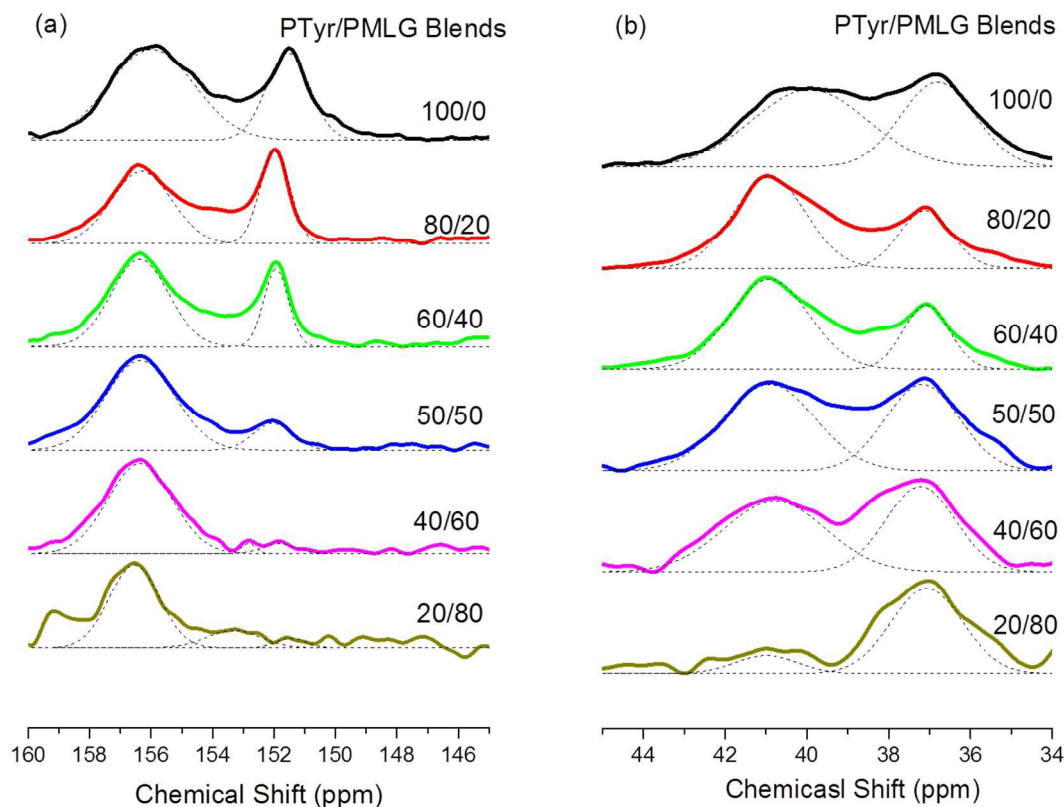 (a) PTyr/PMLG Blends
100/0
80/20
60/40
50/50
40/60
20/80
160 158 156 154 152 150 148 146
Chemical Shift (ppm)
(b) PTyr/PMLG Blends
100/0
80/20
60/40
50/50
40/60
20/80
44 42 40 38 36 34
Chemicasl Shift (ppm)